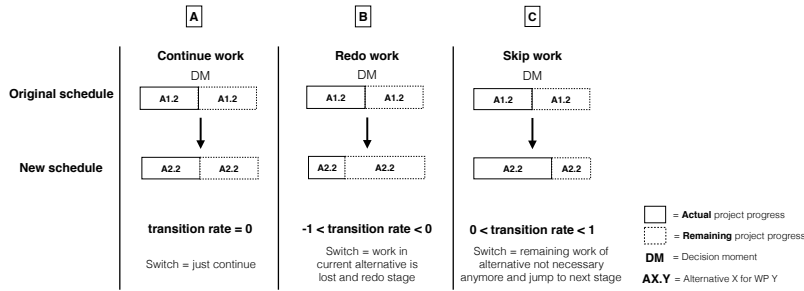 A
B
C
Continue work
Redo work
Skip work
DM
DM
DM
Original schedule
A1.2
A1.2
A1.2
A1.2
A1.2
A1.2
New schedule
A2.2
A2.2
A2.2
A2.2
A2.2
A2.2
transition rate = 0
-1 < transition rate < 0
0 < transition rate < 1
Switch = just continue
Switch = work in
current alternative is
lost and redo stage
Switch = remaining work of
alternative not necessary
anymore and jump to next stage
= Actual project progress
= Remaining project progress
DM = Decision moment
AX.Y = Alternative X for WP Y